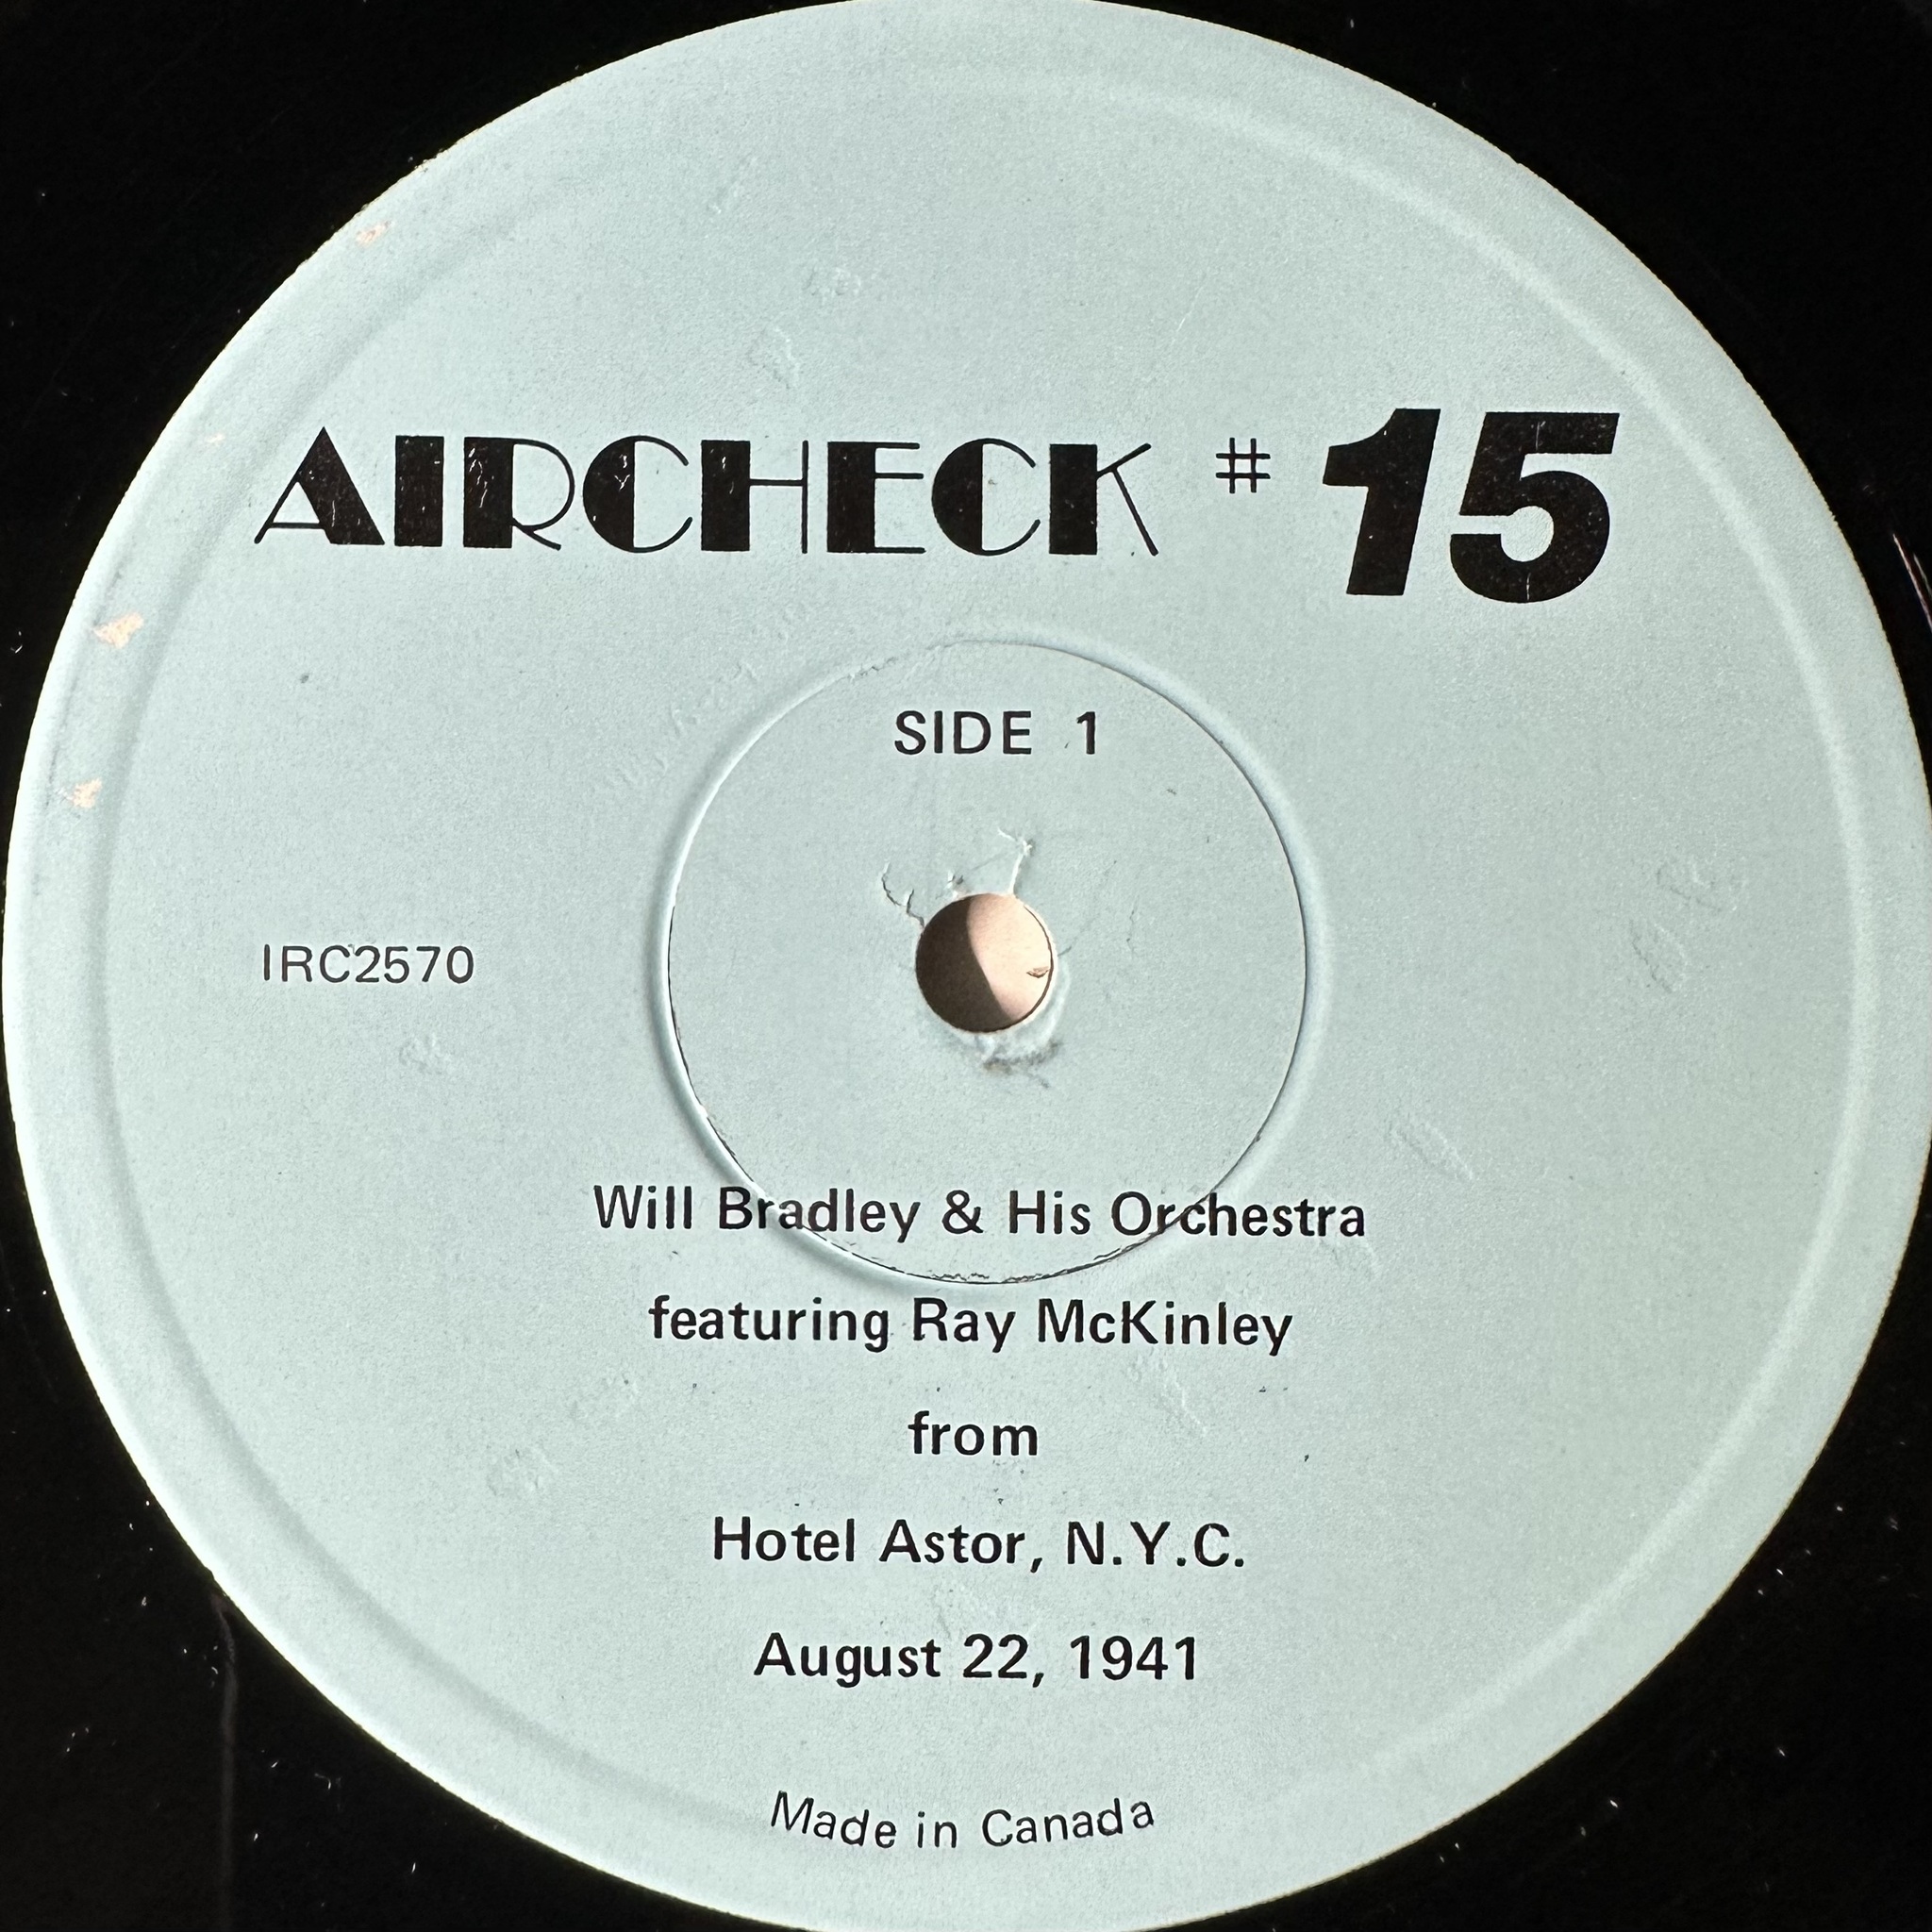 AIRCHECK # 15
SIDE 1
IRC2570
Will Bradley & His Orchestra
featuring Ray McKinley
from
Hotel Astor, N.Y.C.
August 22, 1941
Made in Canada